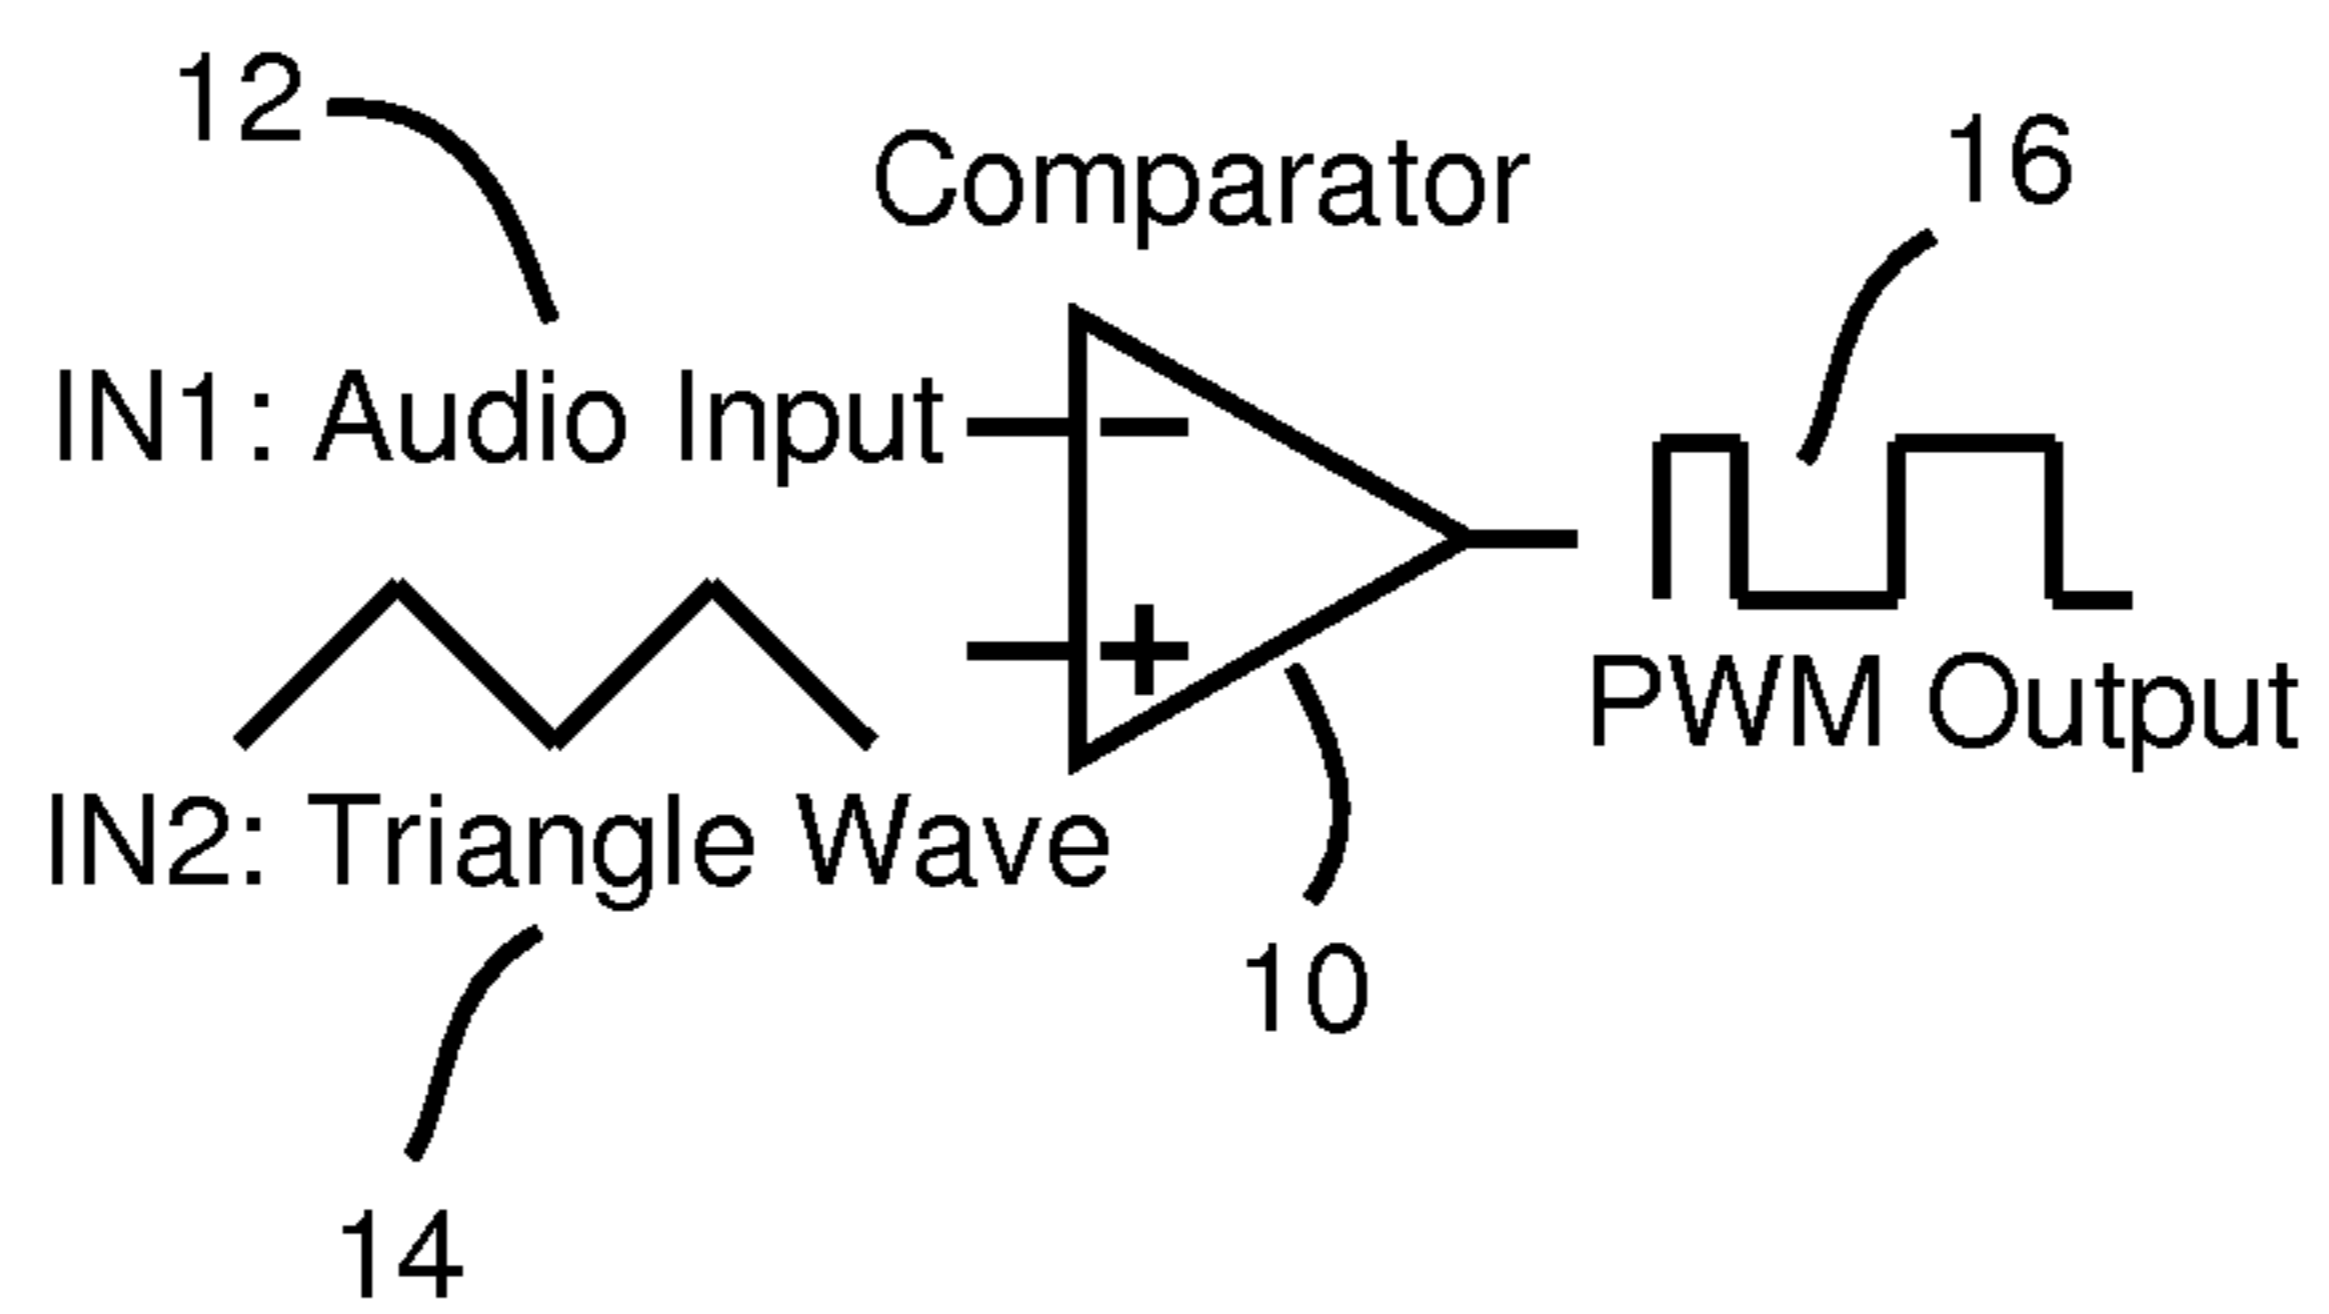 12
Comparator
16
IN1: Audio Input
−
+
PWM Output
IN2: Triangle Wave
10
14